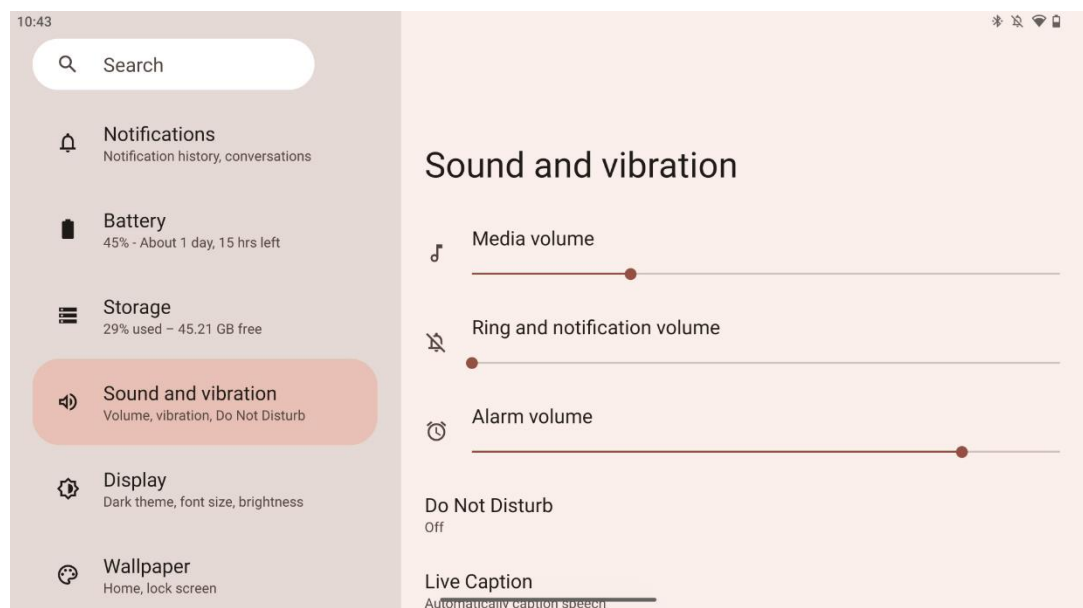 10:43
Search
Notifications
Notification history, conversations
Battery
45% - About 1 day, 15 hrs left
Storage
29% used – 45.21 GB free
Sound and vibration
Volume, vibration, Do Not Disturb
Display
Dark theme, font size, brightness
Wallpaper
Home, lock screen
Sound and vibration
Media volume
Ring and notification volume
Alarm volume
Do Not Disturb
Off
Live Caption
Automatically caption speech